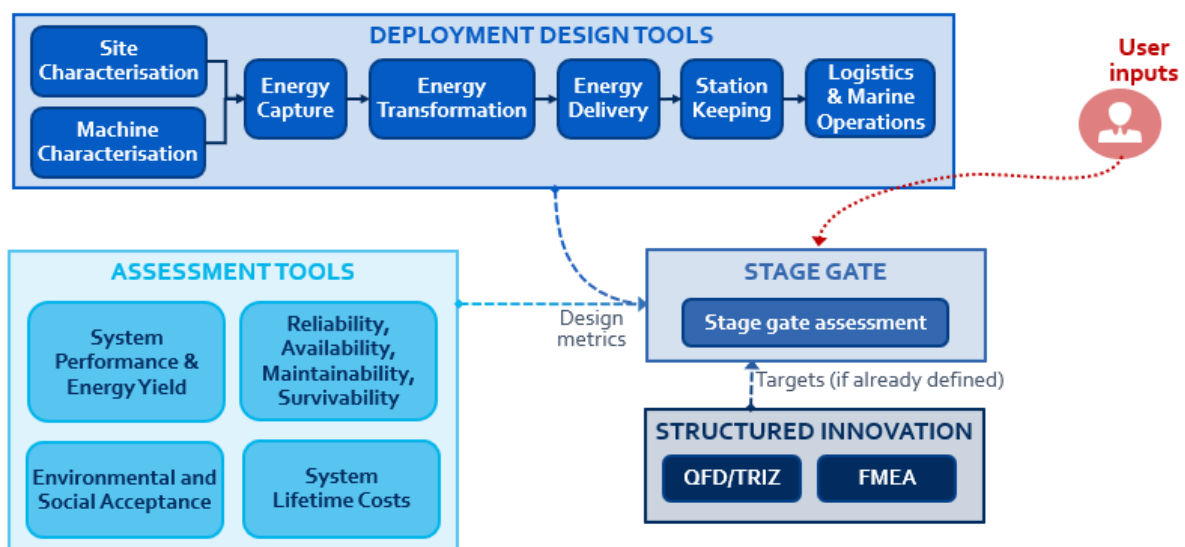 DEPLOYMENT DESIGN TOOLS
Site
Characterisation
Machine
Characterisation
Energy
Capture
Energy
Transformation
Energy
Delivery
Station
Keeping
Logistics
& Marine
Operations
User
inputs
ASSESSMENT TOOLS
System
Performance &
Energy Yield
Reliability,
Availability,
Maintainability,
Survivability
Environmental and
Social Acceptance
System
Lifetime Costs
Design
metrics
STAGE GATE
Stage gate assessment
Targets (if already defined)
STRUCTURED INNOVATION
QFD/TRIZ
FMEA